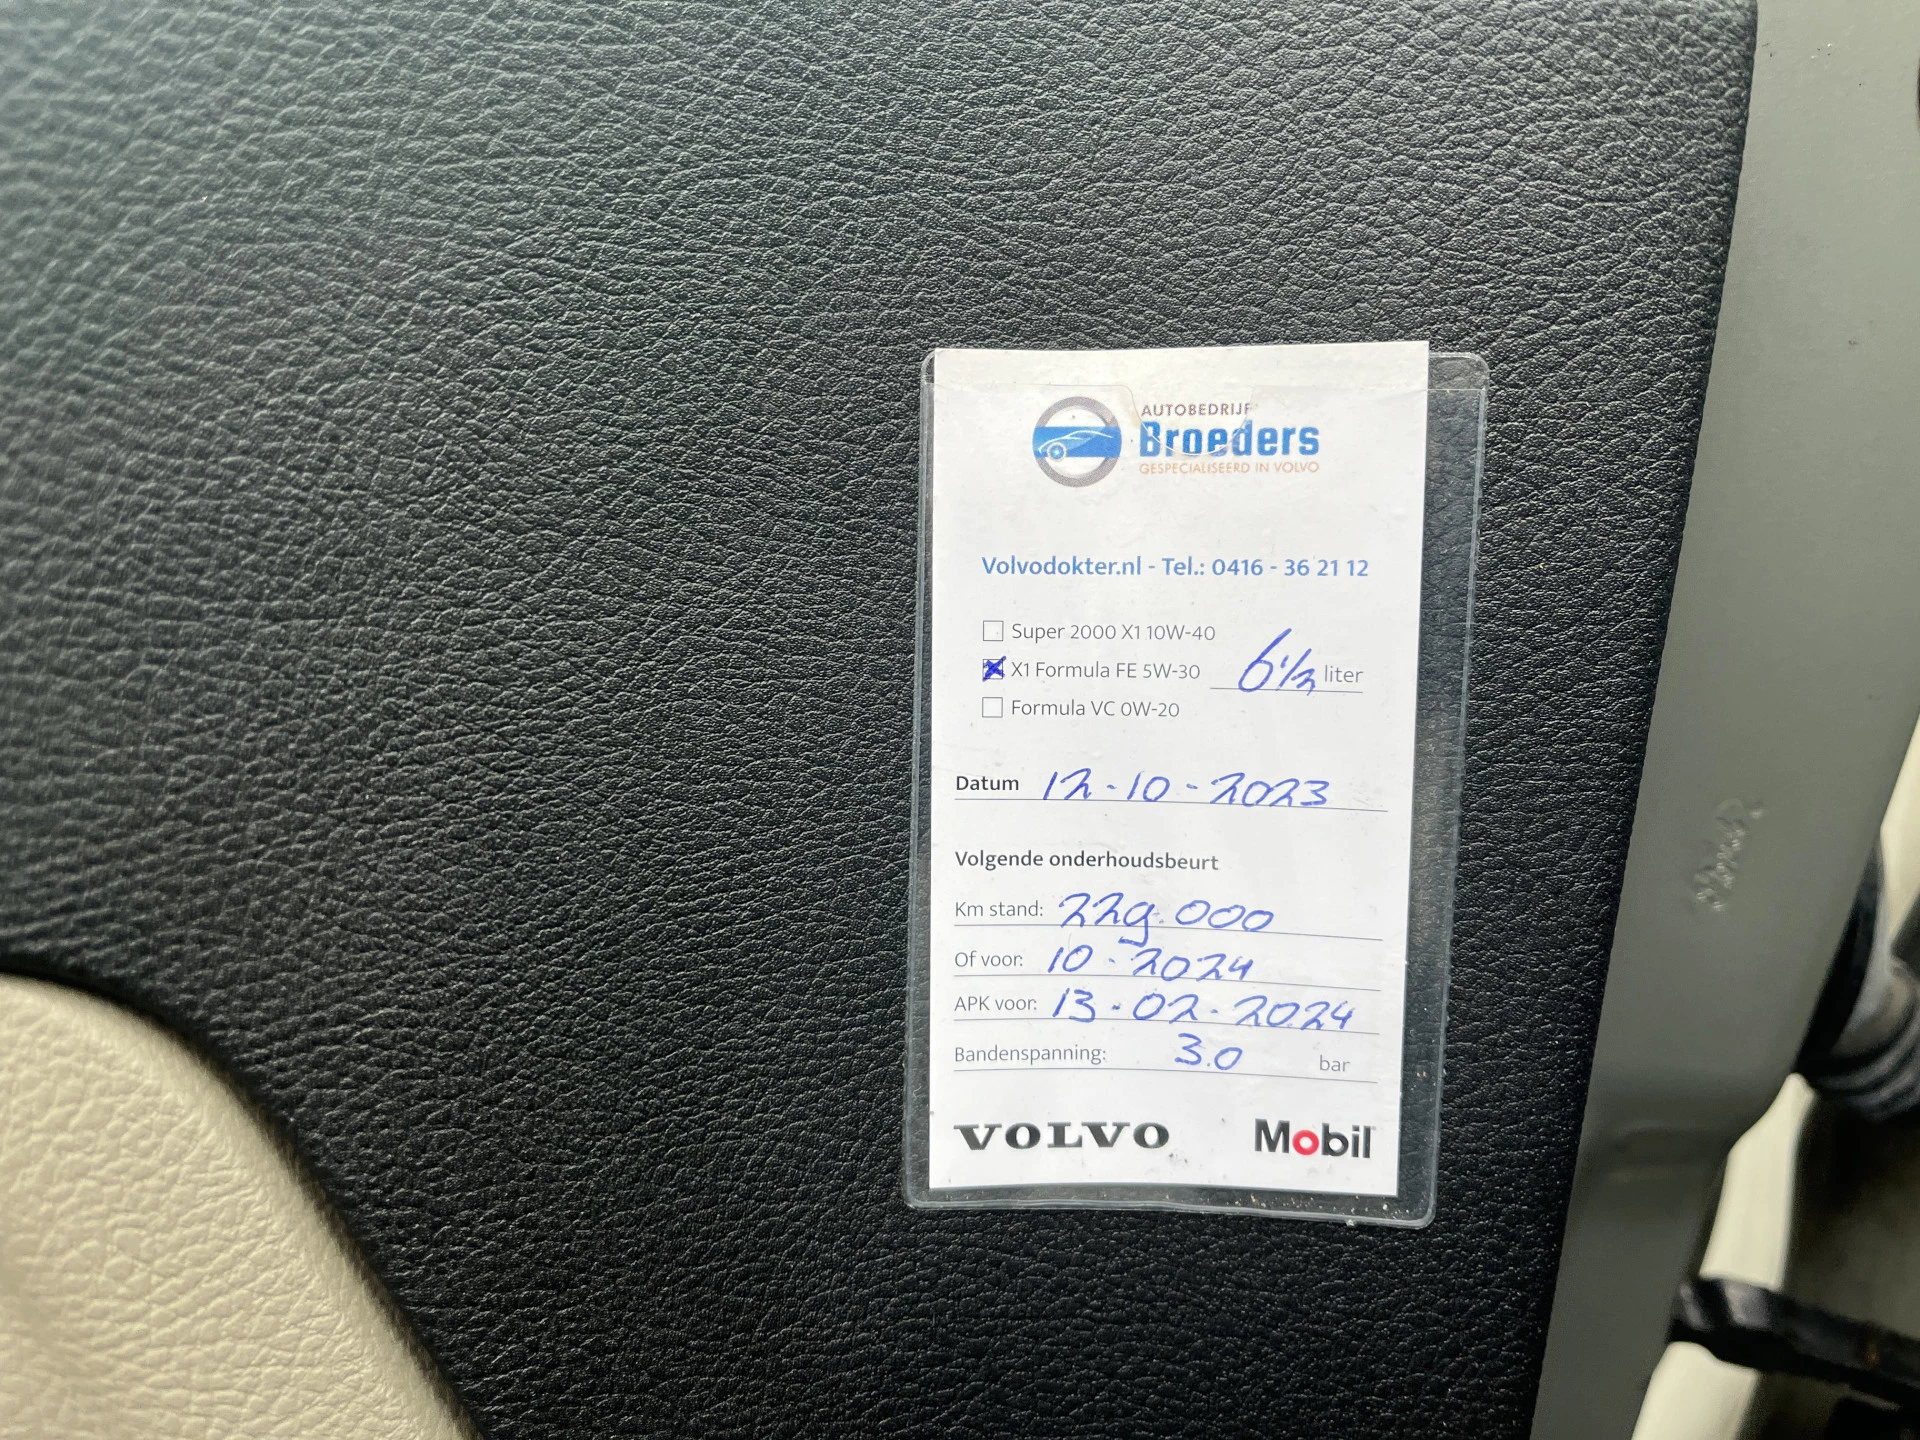 AUTOBEDRIJF
Broeders
GESPECIALISEERD IN VOLVO
Volvodokter.nl - Tel.: 0416 - 36 21 12
Super 2000 X1 10W-40
X1 Formula FE 5W-30 6 1/2 liter
Formula VC 0W-20
Datum 12-10-2023
Volgende onderhoudsbeurt
Km stand: 229.000
Of voor: 10-2024
APK voor: 13-02-2024
Bandenspanning: 3.0 bar
VOLVO Mobil